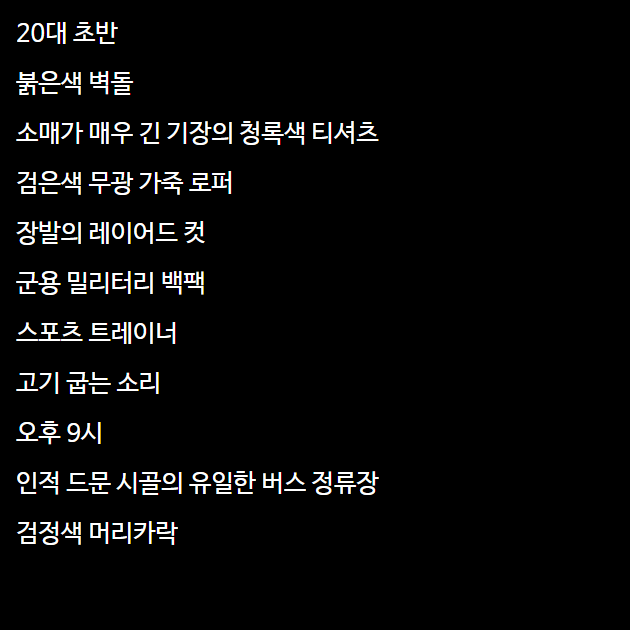 20대 초반
붉은색 벽돌
소매가 매우 긴 기장의 청록색 티셔츠
검은색 무광 가죽 로퍼
장발의 레이어드 컷
군용 밀리터리 백팩
스포츠 트레이너
고기 굽는 소리
오후 9시
인적 드문 시골의 유일한 버스 정류장
검정색 머리카락